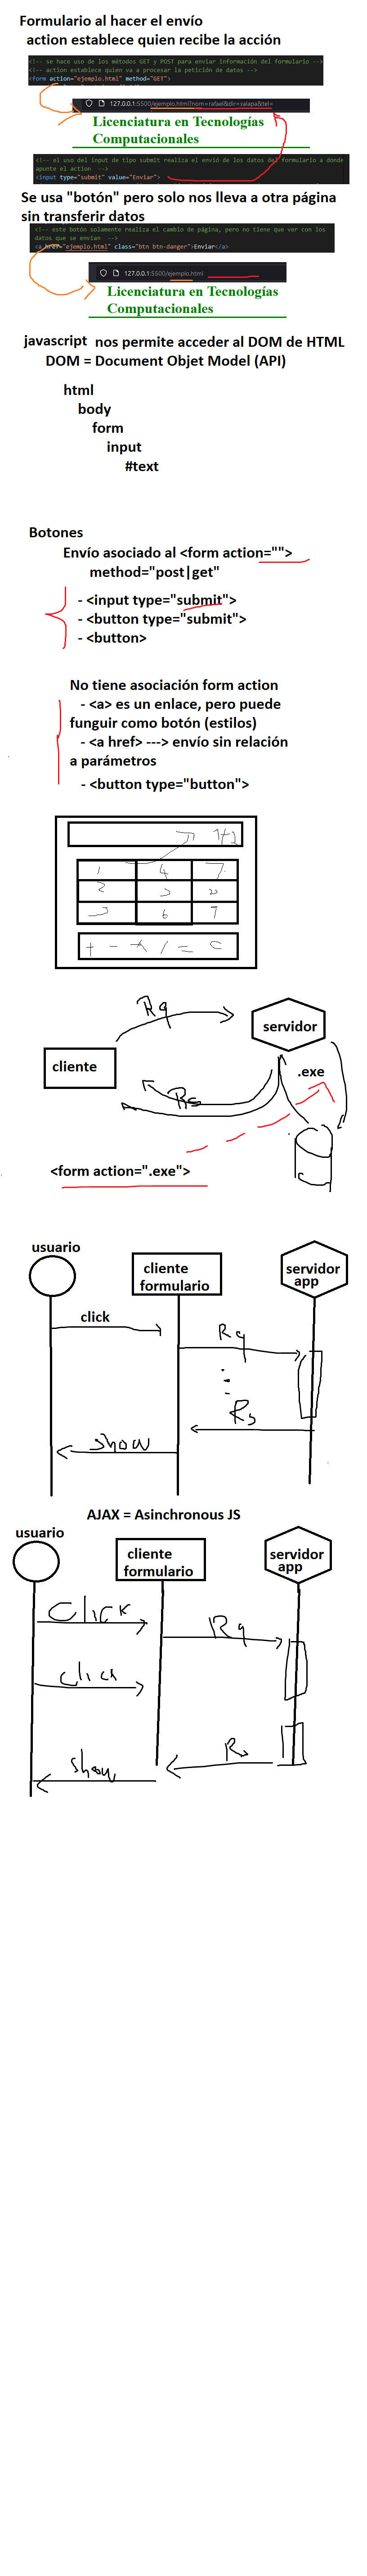 Formulario al hacer el envío
action establece quien recibe la acción
<!-- se hace uso de los métodos GET y POST para enviar información del formulario -->
<!-- action establece quien va a procesar la petición de datos -->
<form action="ejemplo.html" method="GET">
127.0.0.1:5500/ejemplo.html?nom=rafael&dir=xalapa&tel=
Licenciatura en Tecnologías
Computacionales
<!-- el uso del input de tipo submit realiza el envió de los datos del formulario a donde
apunte el action -->
<input type="submit" value="Enviar">
Se usa "botón" pero solo nos lleva a otra página
sin transferir datos
<!-- este botón solamente realiza el cambio de página, pero no tiene que ver con los
datos que se envian -->
<a href="ejemplo.html" class="btn btn-danger">Enviar</a>
127.0.0.1:5500/ejemplo.html
Licenciatura en Tecnologías
Computacionales
javascript nos permite acceder al DOM de HTML
DOM = Document Objet Model (API)
html
body
form
input
#text
Botones
Envío asociado al <form action="">
method="post|get"
- <input type="submit">
- <button type="submit">
- <button>
No tiene asociación form action
- <a> es un enlace, pero puede
funguir como botón (estilos)
- <a href> ---> envío sin relación
a parámetros
- <button type="button">
1 4 7
2
3 6
+ - x / = C
Rq
servidor
cliente
.exe
Rs
<form action=".exe">
usuario
cliente
formulario
servidor
app
click
Rq
Rs
show
AJAX = Asinchronous JS
usuario
cliente
formulario
servidor
app
Click
Rq
click
Rs
show